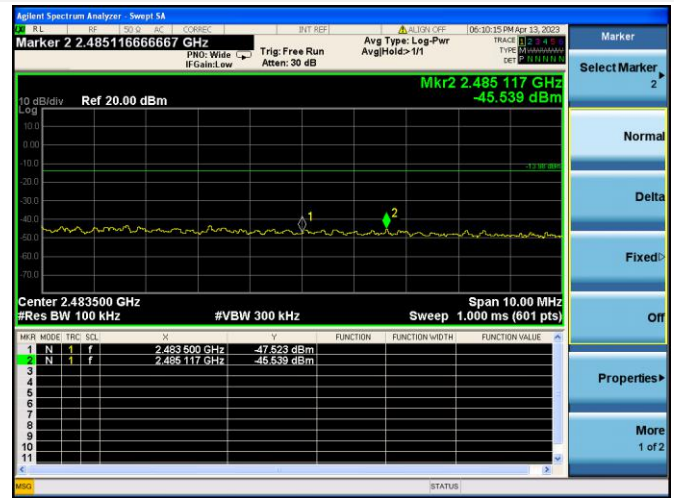 Agilent Spectrum Analyzer - Swept SA
RL RF 50 Ω AC CORREC INT REF ALIGN OFF 06:10:15 PM Apr 13, 2023
Marker 2 2.485116666667 GHz
PNO: Wide
IFGain:Low
Trig: Free Run
Atten: 30 dB
Avg Type: Log-Pwr
Avg|Hold>1/1
TRACE 1 2 3 4 5 6
TYPE
DET P N N N N N
Mkr2 2.485 117 GHz
-45.539 dBm
10 dB/div Ref 20.00 dBm
Log
10.0
0.00
-10.0
-20.0
-30.0
-40.0
-50.0
-60.0
-70.0
1
2
Center 2.483500 GHz Span 10.00 MHz
#Res BW 100 kHz #VBW 300 kHz Sweep 1.000 ms (601 pts)
MKR MODE TRC SCL X Y FUNCTION FUNCTION WIDTH FUNCTION VALUE
1 N 1 f 2.483 500 GHz -47.523 dBm
2 N 1 f 2.485 117 GHz -45.539 dBm
3
4
5
6
7
8
9
10
11
MSG STATUS
Marker
Select Marker
2
Normal
Delta
Fixed
Off
Properties
More
1 of 2